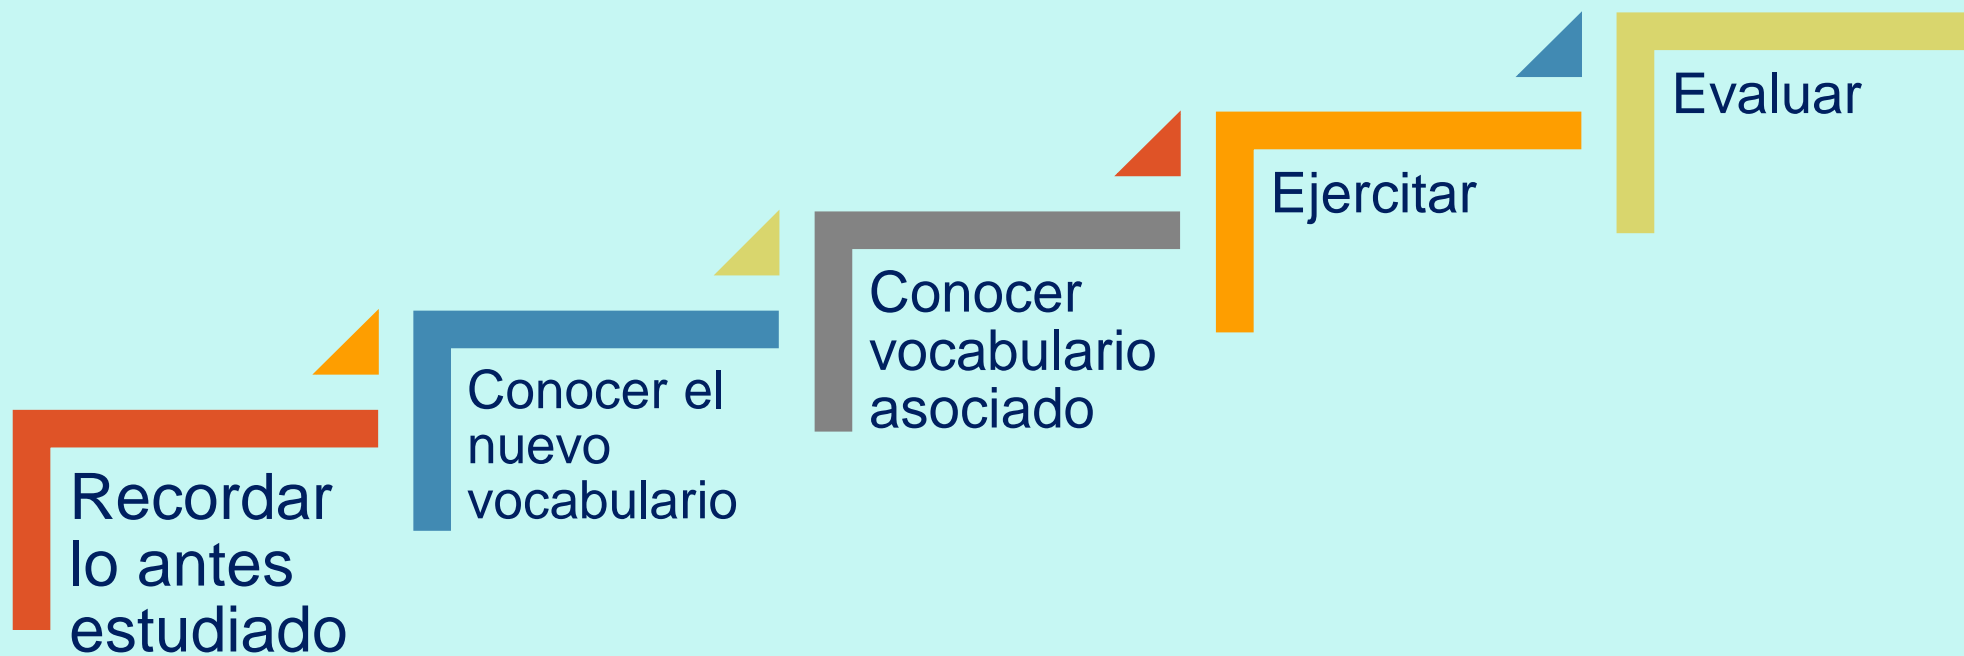 Recordar
lo antes
estudiado
Conocer el
nuevo
vocabulario
Conocer
vocabulario
asociado
Ejercitar
Evaluar